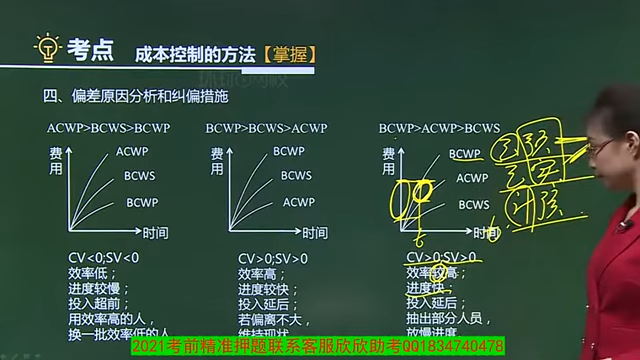 考点 成本控制的方法【掌握】
四、偏差原因分析和纠偏措施
ACWP>BCWS>BCWP
费用
ACWP
BCWS
BCWP
时间
CV<0;SV<0
效率低；
进度较慢；
投入超前；
用效率高的人，
换一批效率低的人
BCWP>BCWS>ACWP
费用
BCWP
BCWS
ACWP
时间
CV>0;SV>0
效率高；
进度较快；
投入延后；
若偏离不大，
维持现状
BCWP>ACWP>BCWS
费用
BCWP
ACWP
BCWS
时间
t
t
CV>0;SV>0
效率较高；
进度快；
投入延后；
抽出部分人员，
放慢进度
已
已实
计
2021考前精准押题联系客服欣欣助考QQ1834740478